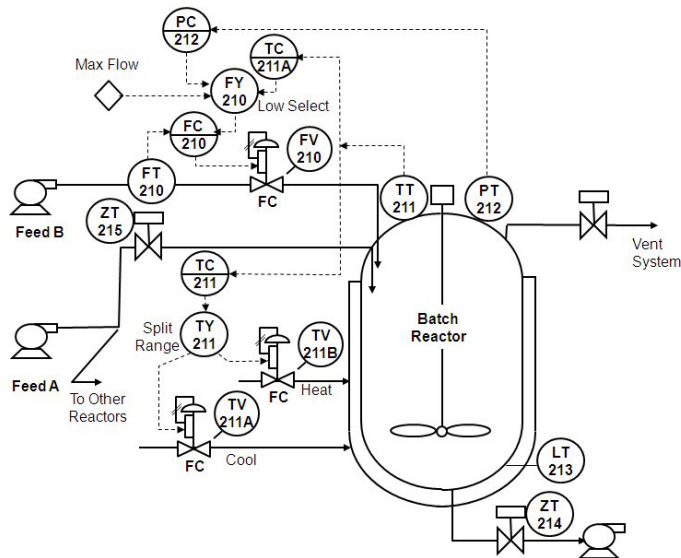 PC
212
TC
211A
Max Flow
FY
210
Low Select
FC
210
FV
210
FT
210
FC
TT
211
PT
212
Feed B
ZT
215
Vent
System
TC
211
Split
Range
TY
211
Batch
Reactor
TV
211B
Feed A
FC
Heat
To Other
Reactors
TV
211A
FC
Cool
LT
213
ZT
214